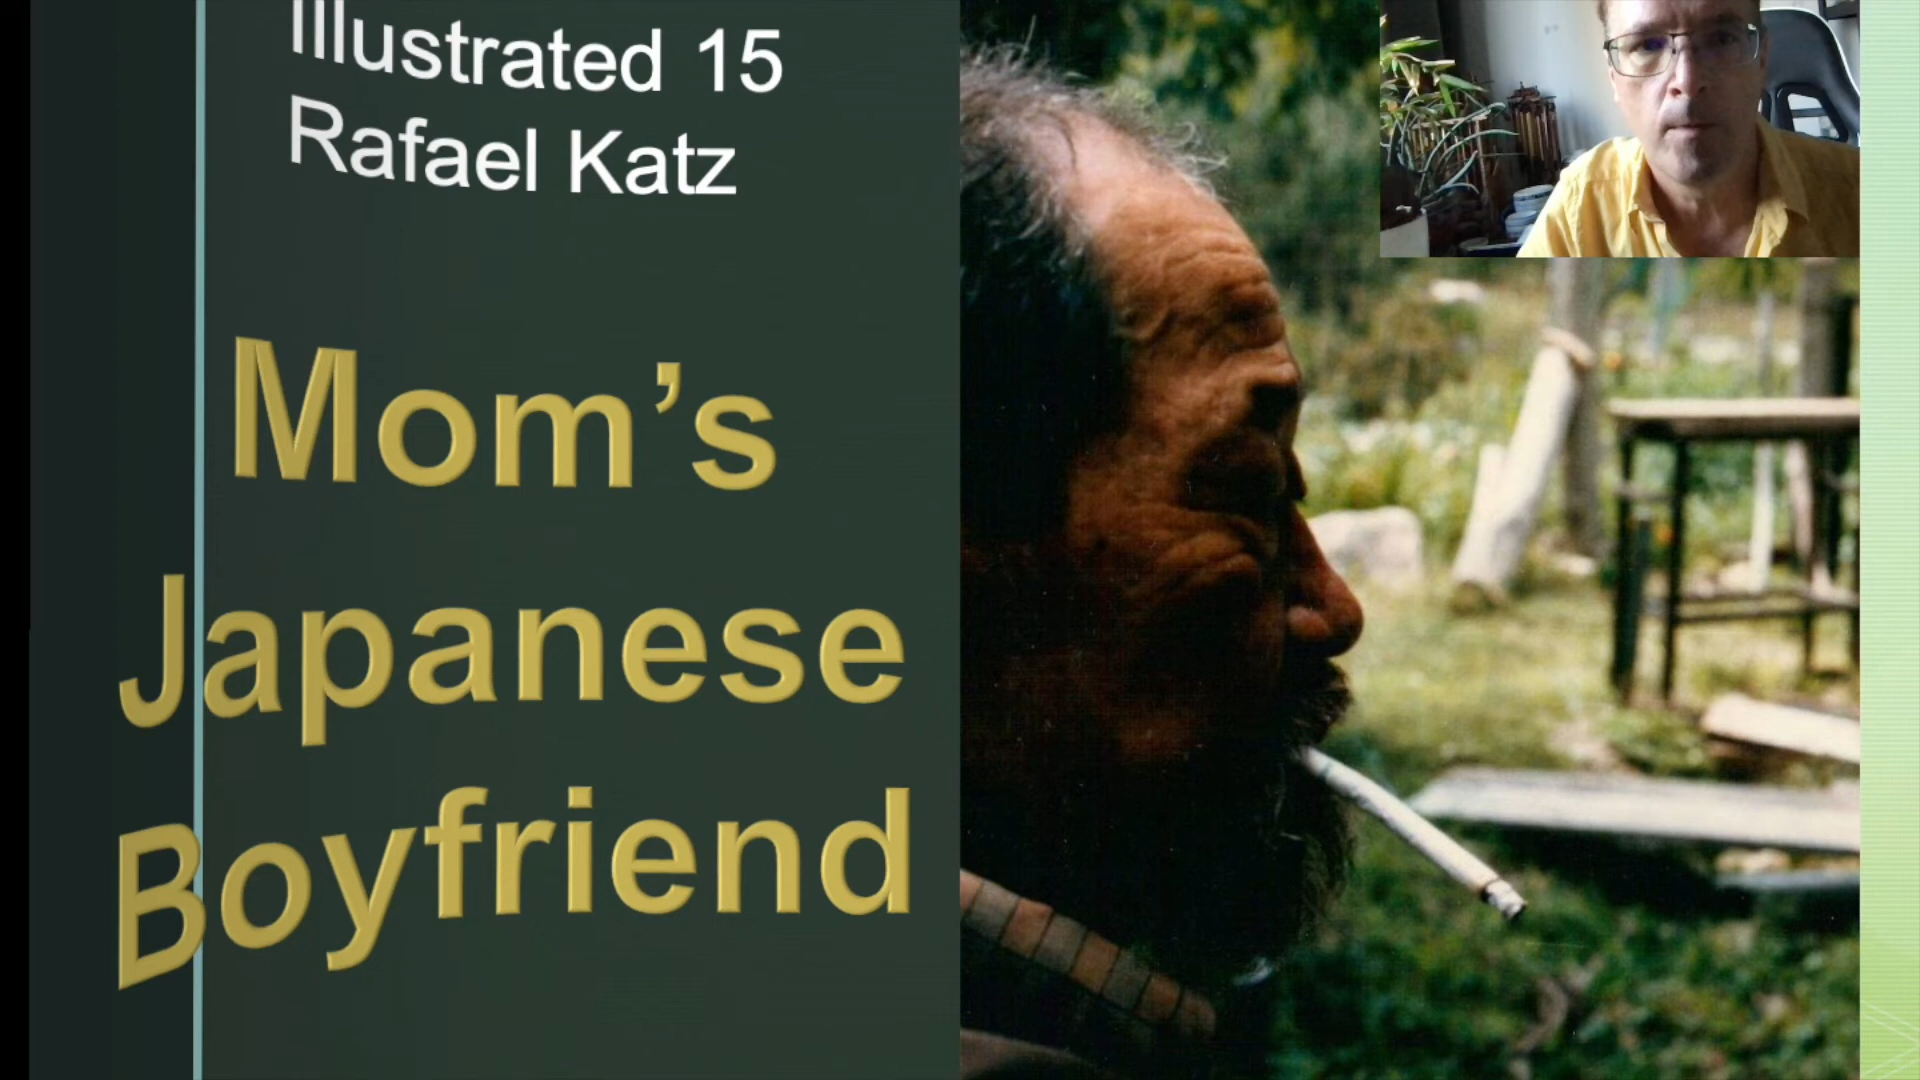 Illustrated 15
Rafael Katz
Mom’s
Japanese
Boyfriend